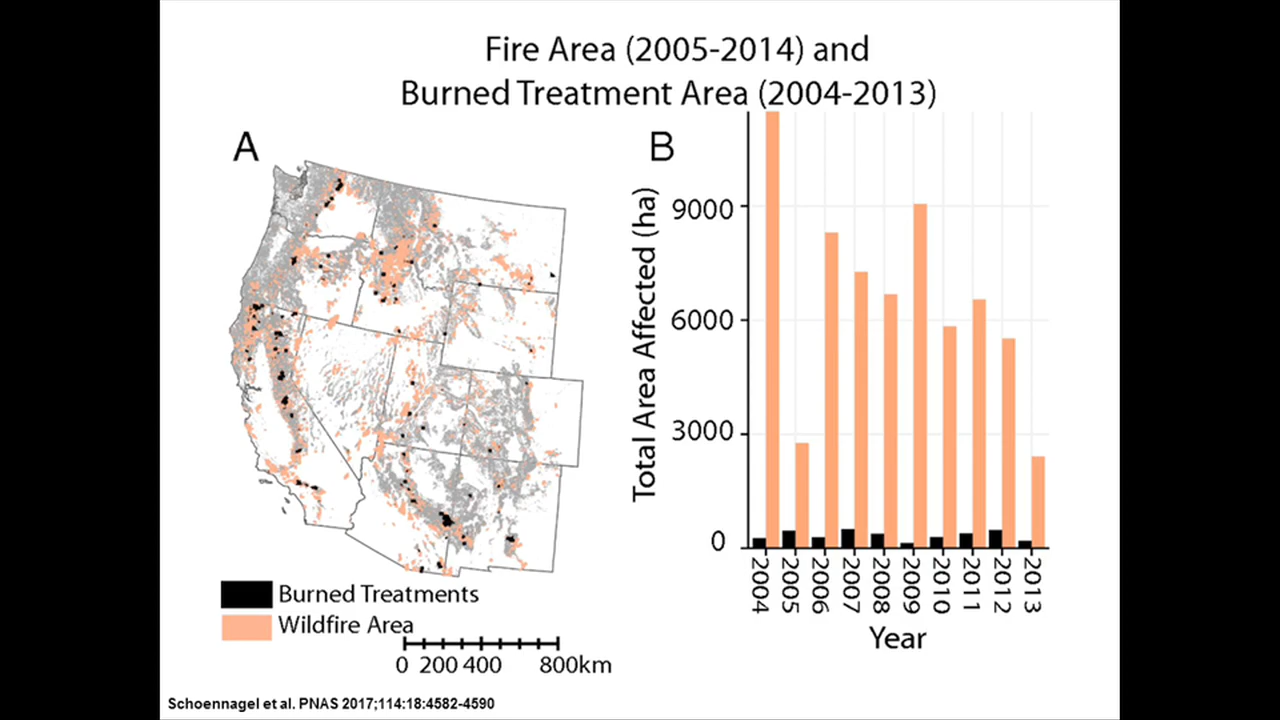 Fire Area (2005-2014) and
Burned Treatment Area (2004-2013)
A
Burned Treatments
Wildfire Area
0 200 400 800km
B
Total Area Affected (ha)
9000
6000
3000
0
2004 2005 2006 2007 2008 2009 2010 2011 2012 2013
Year
Schoennagel et al. PNAS 2017;114:18:4582-4590